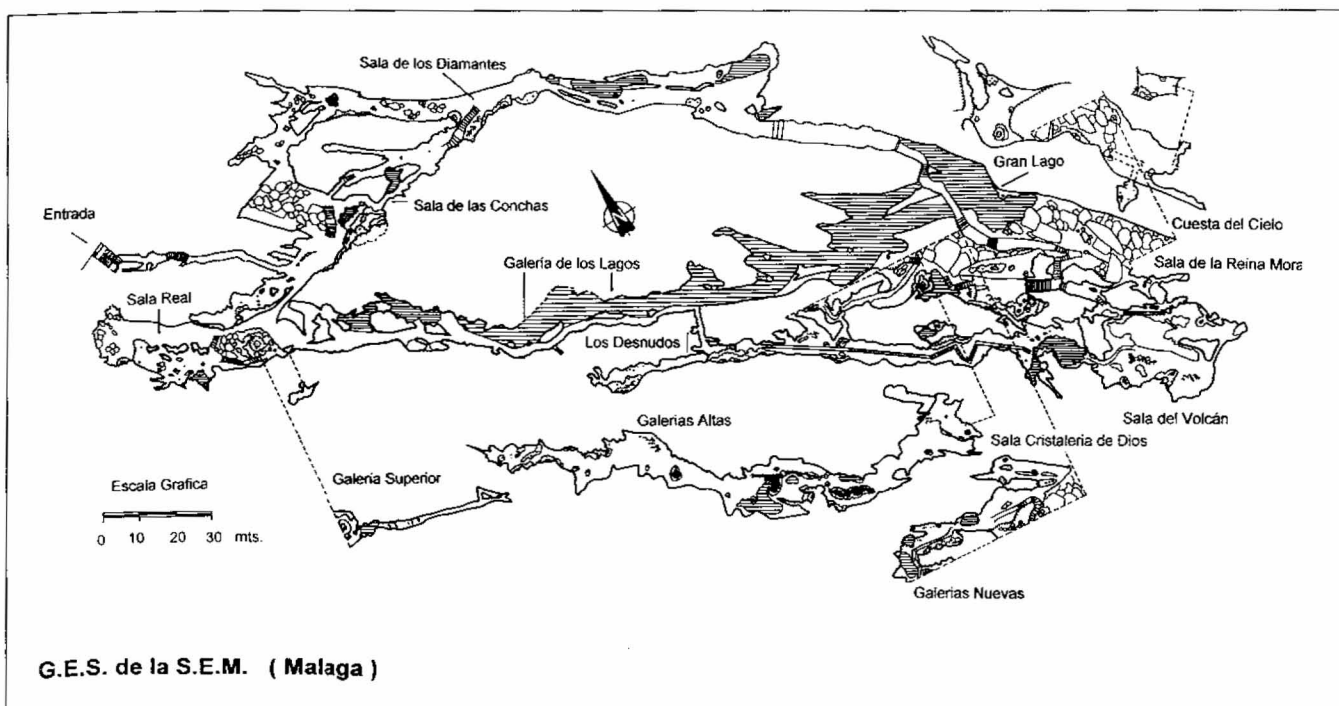 Sala de los Diamantes
Gran Lago
Sala de las Conchas
Entrada
Cuesta del Cielo
Galería de los Lagos
Sala de la Reina Mora
Sala Real
Los Desnudos
Galerias Altas
Sala del Volcán
Sala Cristaleria de Dios
Galería Superior
Escala Grafica
0 10 20 30 mts.
Galerias Nuevas
G.E.S. de la S.E.M. ( Malaga )